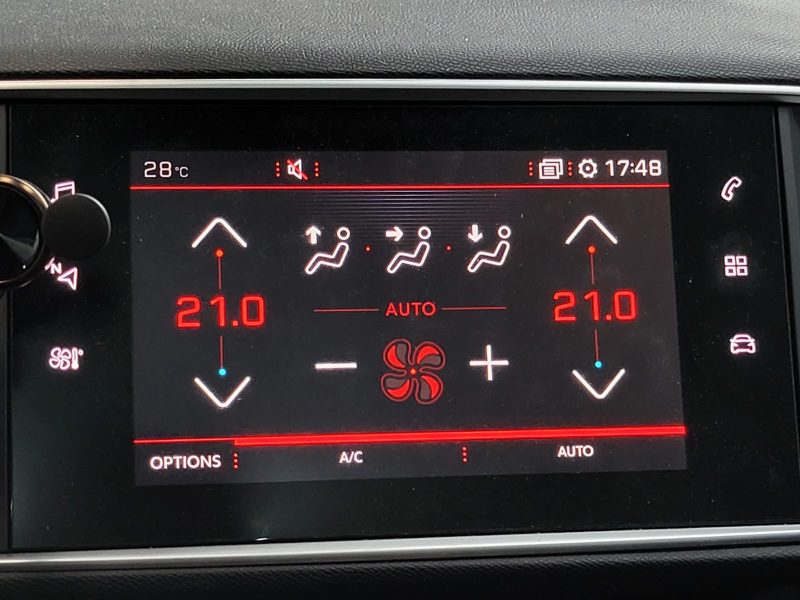 28°C
17:48
N
21.0
21.0
AUTO
OPTIONS
A/C
AUTO